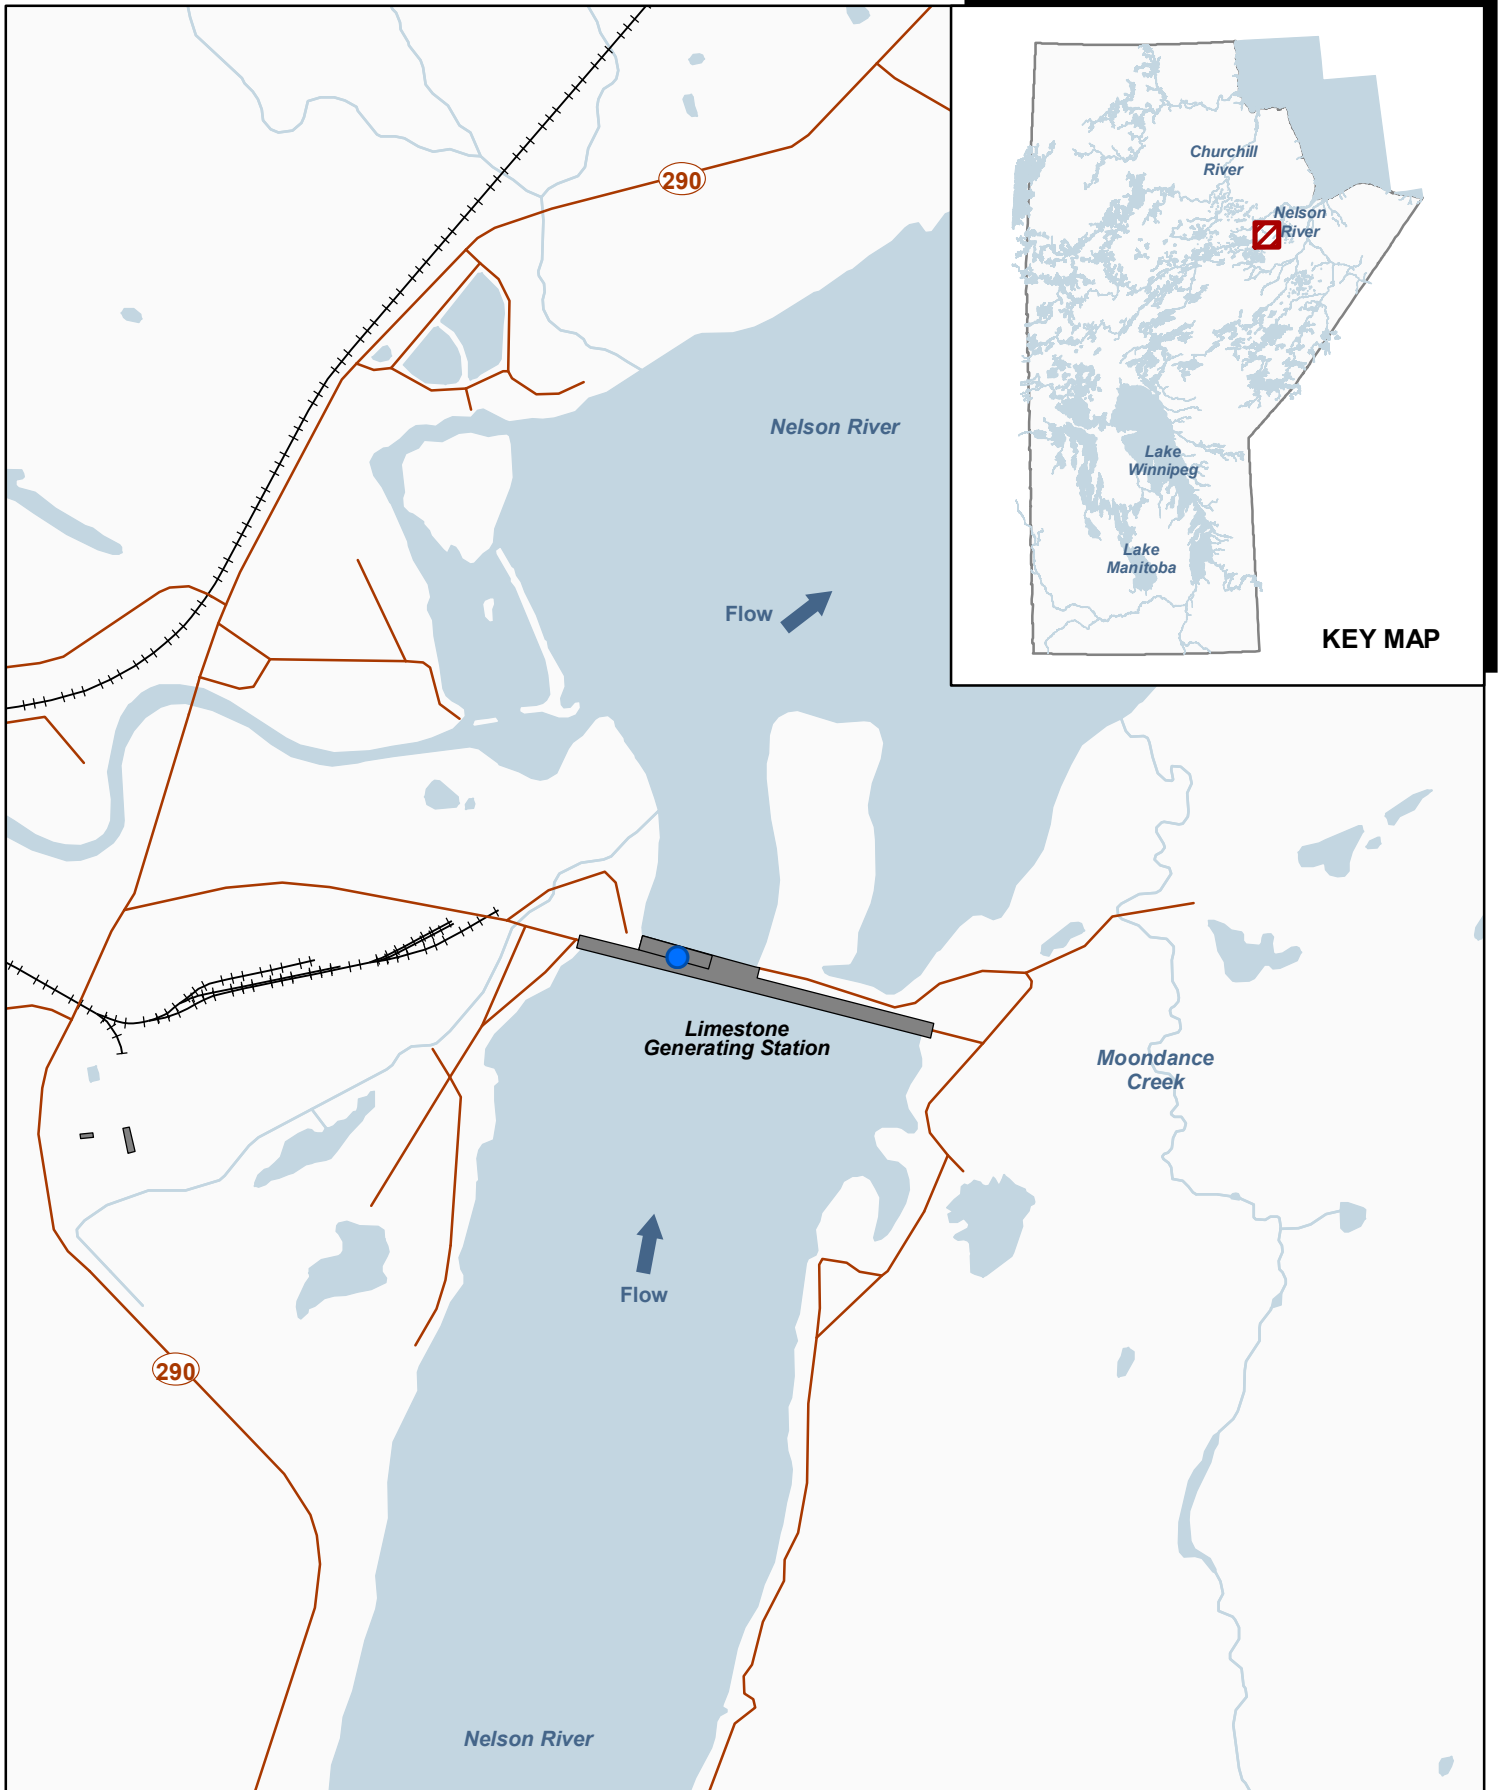 290
Churchill
River
Nelson
River
Nelson River
Lake
Winnipeg
Lake
Manitoba
Flow
KEY MAP
Limestone
Generating Station
Moondance
Creek
Flow
290
Nelson River